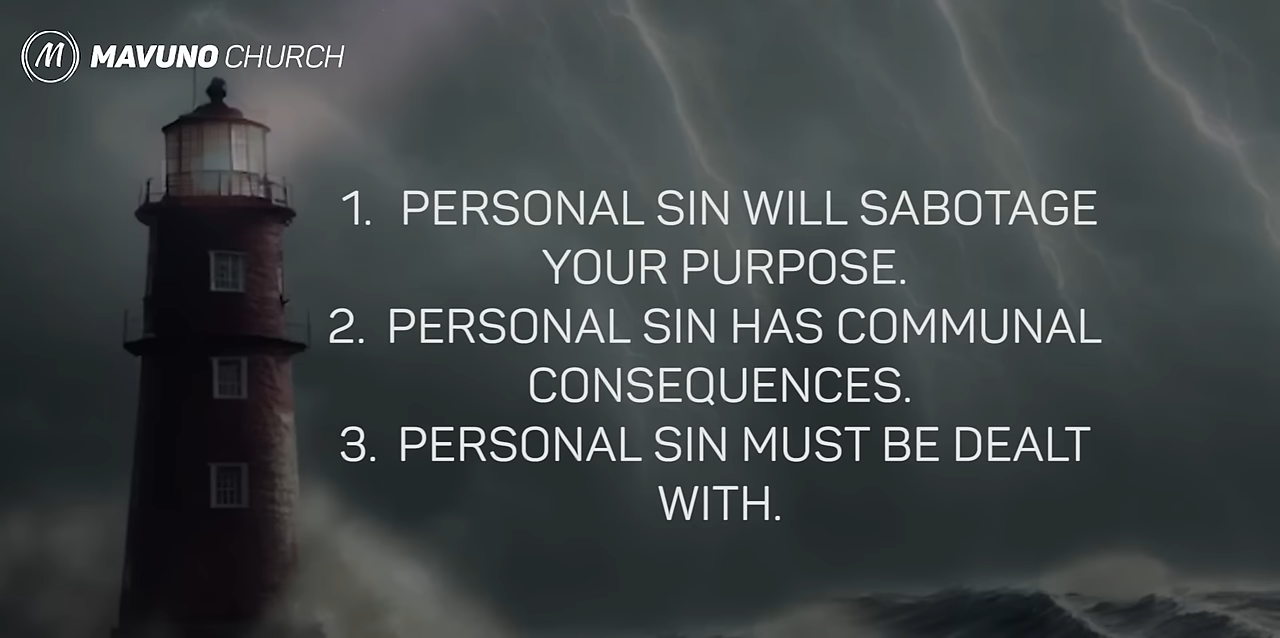 MAVUNO CHURCH
1. PERSONAL SIN WILL SABOTAGE
YOUR PURPOSE.
2. PERSONAL SIN HAS COMMUNAL
CONSEQUENCES.
3. PERSONAL SIN MUST BE DEALT
WITH.